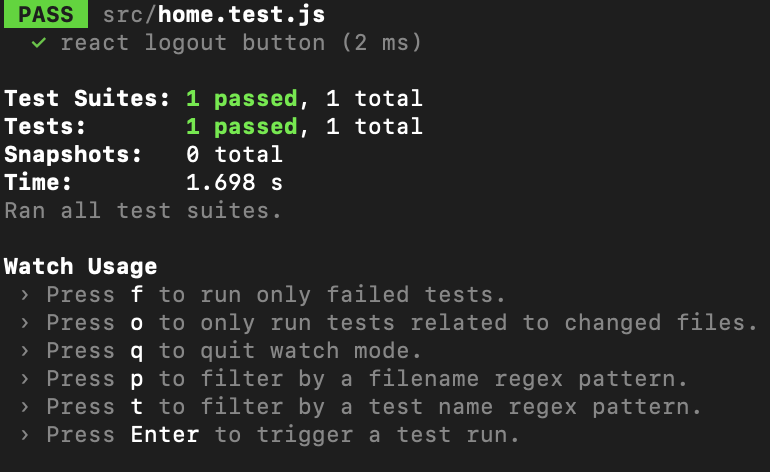 PASS src/home.test.js
✓ react logout button (2 ms)
Test Suites: 1 passed, 1 total
Tests: 1 passed, 1 total
Snapshots: 0 total
Time: 1.698 s
Ran all test suites.
Watch Usage
› Press f to run only failed tests.
› Press o to only run tests related to changed files.
› Press q to quit watch mode.
› Press p to filter by a filename regex pattern.
› Press t to filter by a test name regex pattern.
› Press Enter to trigger a test run.